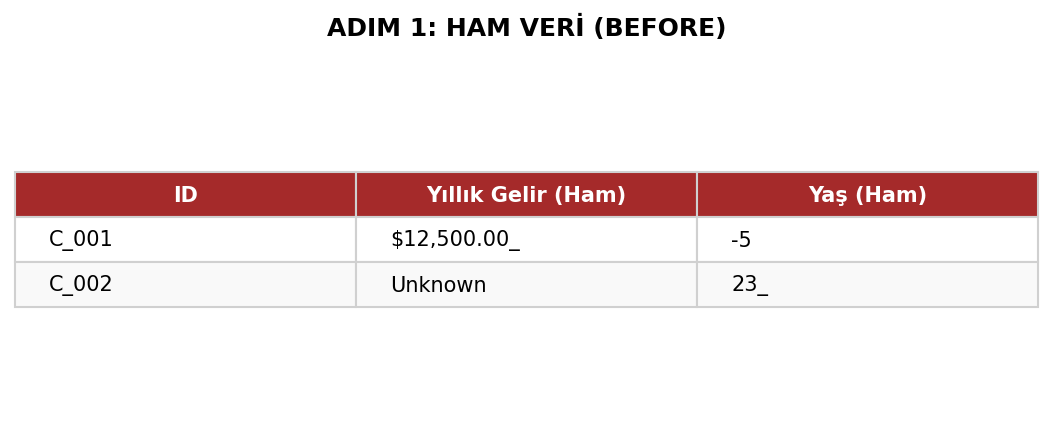 ADIM 1: HAM VERİ (BEFORE)
ID Yıllık Gelir (Ham) Yaş (Ham)
C_001 $12,500.00_ -5
C_002 Unknown 23_